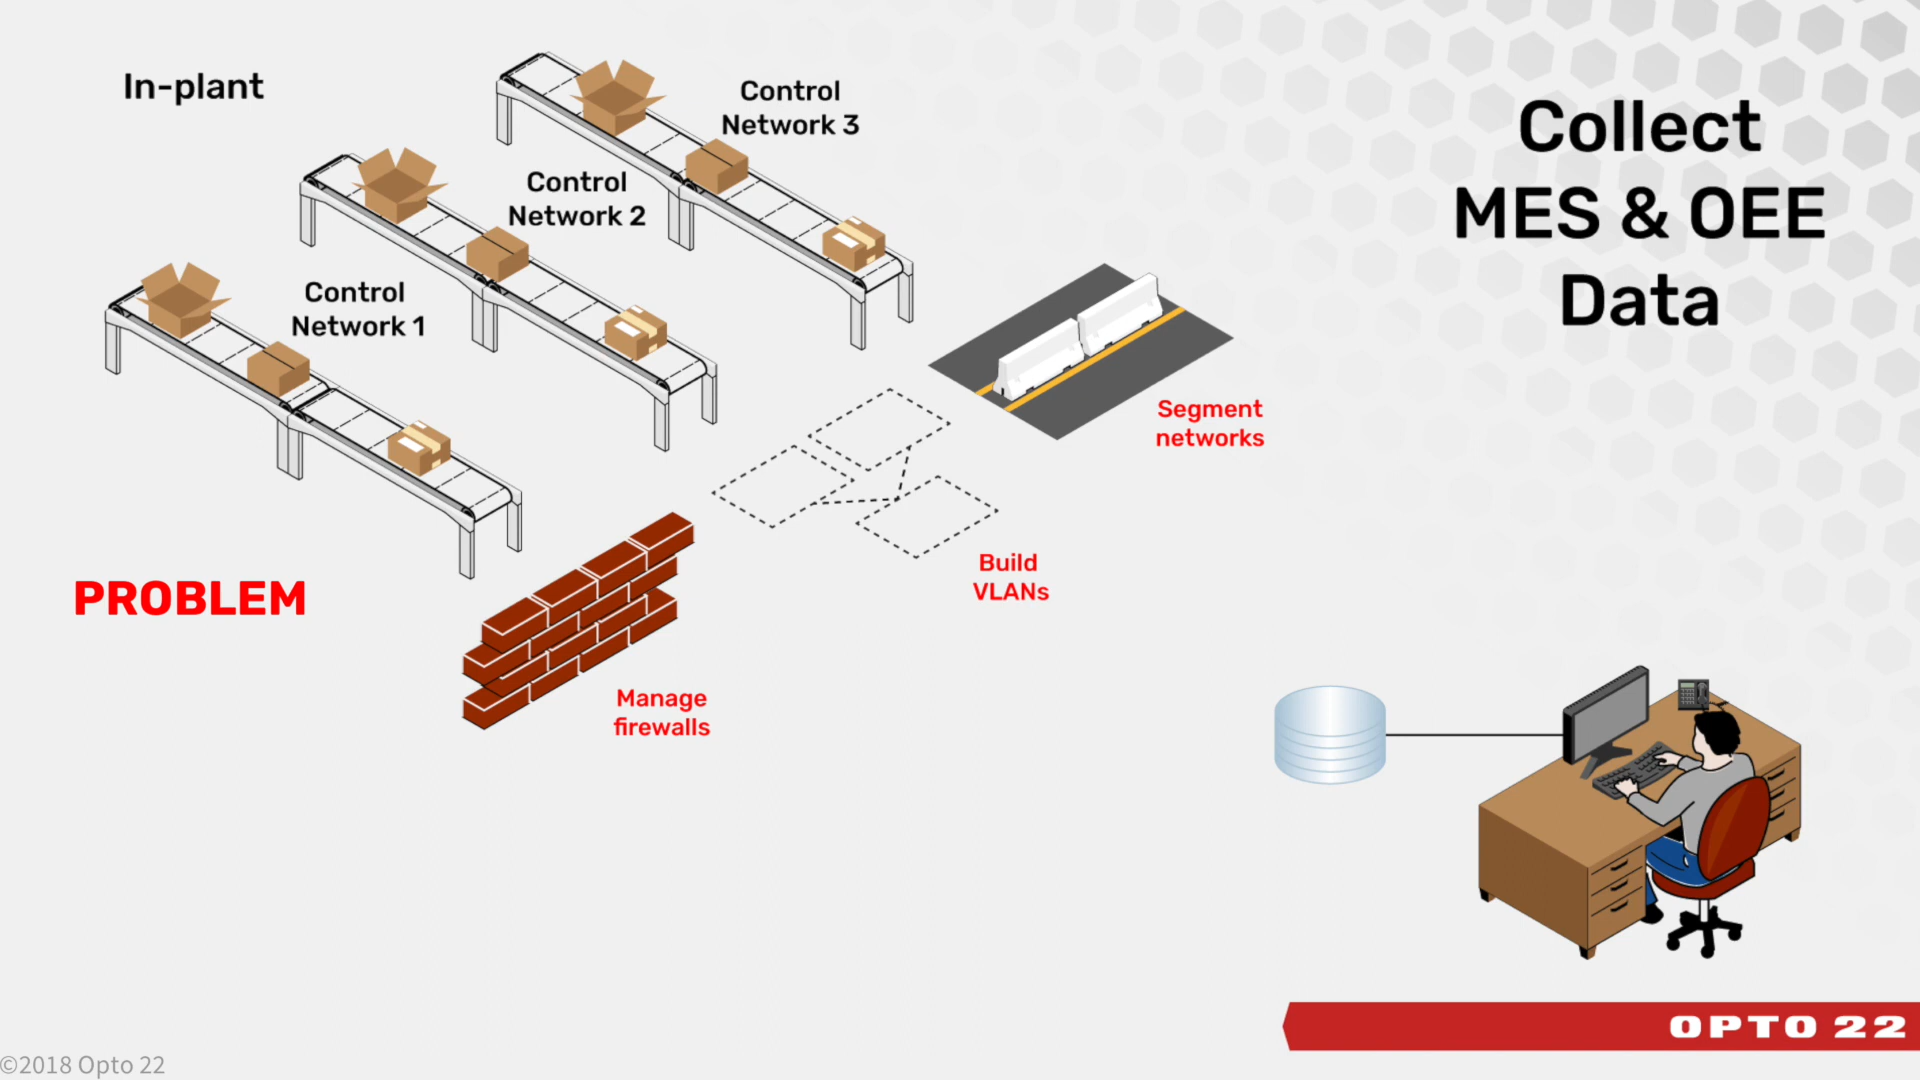 In-plant
Control
Network 3
Control
Network 2
Control
Network 1
Collect
MES & OEE
Data
Segment
networks
Build
VLANs
PROBLEM
Manage
firewalls
OPTO 22
©2018 Opto 22